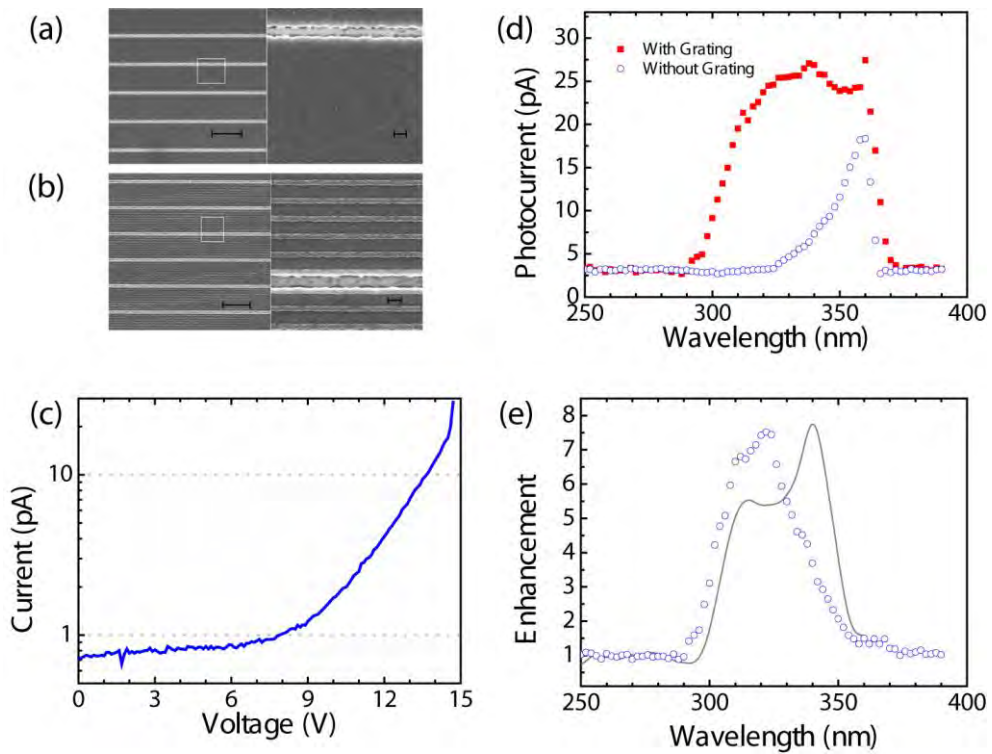 (a)
(b)
(c)
Current (pA)
10
1
0
3
6
9
12
15
Voltage (V)
(d)
Photocurrent (pA)
30
25
20
15
10
5
0
With Grating
Without Grating
250
300
350
400
Wavelength (nm)
(e)
Enhancement
8
7
6
5
4
3
2
1
250
300
350
400
Wavelength (nm)